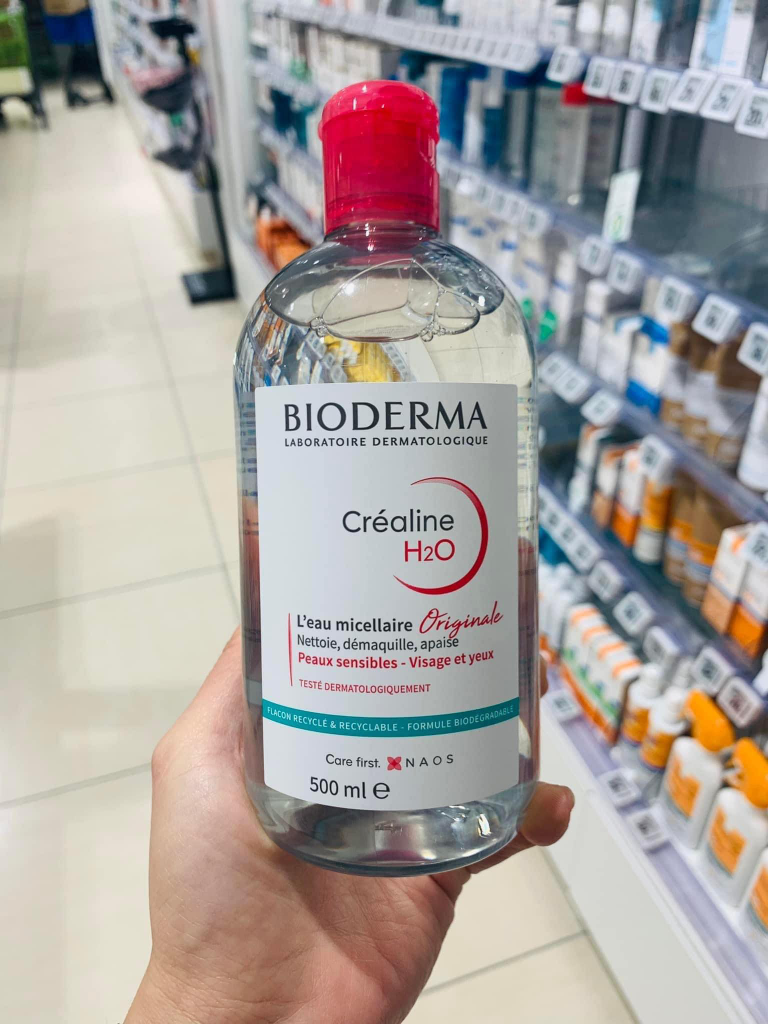 BIODERMA
LABORATOIRE DERMATOLOGIQUE
Créaline
H2O
L'eau micellaire Originale
Nettoie, démaquille, apaise
Peaux sensibles - Visage et yeux
TESTÉ DERMATOLOGIQUEMENT
FLACON RECYCLÉ & RECYCLABLE - FORMULE BIODÉGRADABLE
Care first. NAOS
500 ml ℮